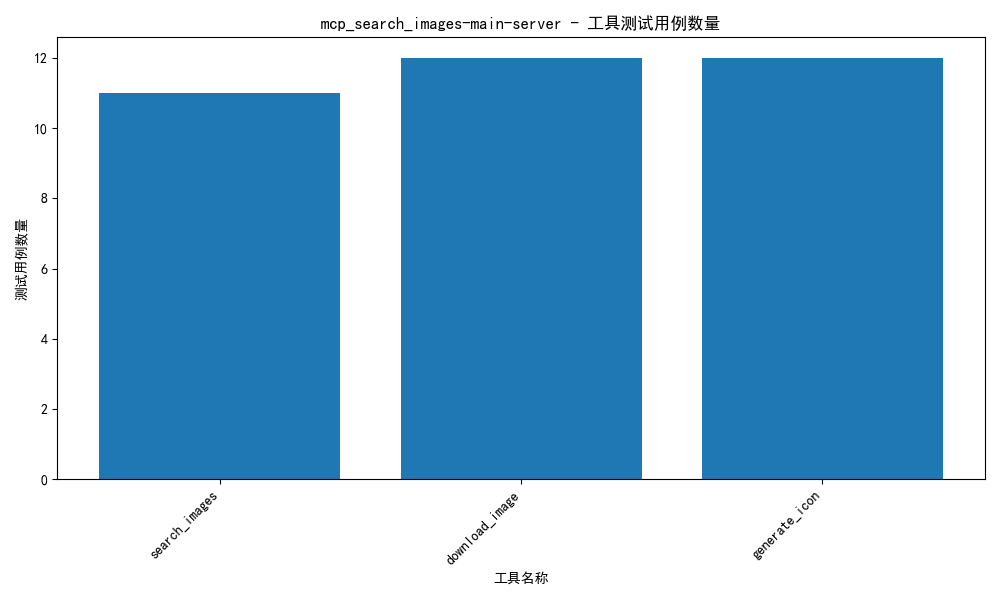 mcp_search_images-main-server - 工具测试用例数量
测试用例数量
12
10
8
6
4
2
0
search_images
download_image
generate_icon
工具名称